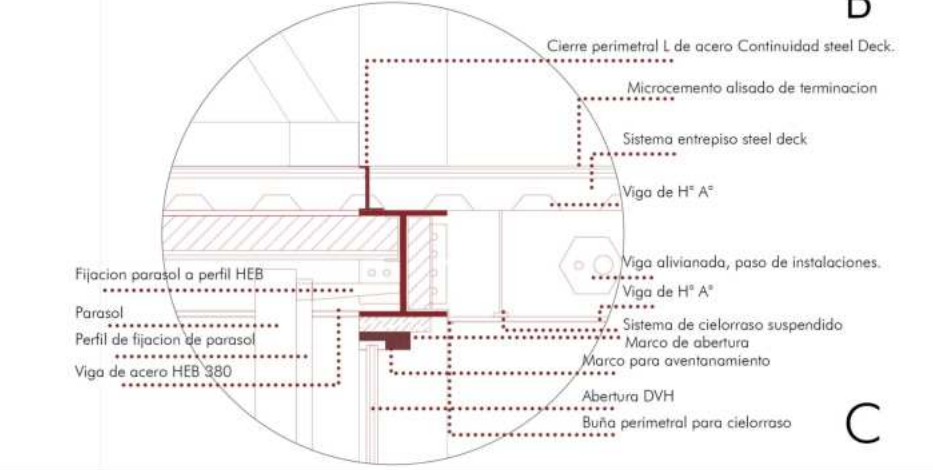 B
Cierre perimetral L de acero Continuidad steel Deck.
Microcemento alisado de terminacion
Sistema entrepiso steel deck
Viga de H° A°
Viga alivianada, paso de instalaciones.
Viga de H° A°
Sistema de cielorraso suspendido
Marco de abertura
Marco para aventanamiento
Abertura DVH
Buña perimetral para cielorraso
Fijacion parasol a perfil HEB
Parasol
Perfil de fijacion de parasol
Viga de acero HEB 380
C